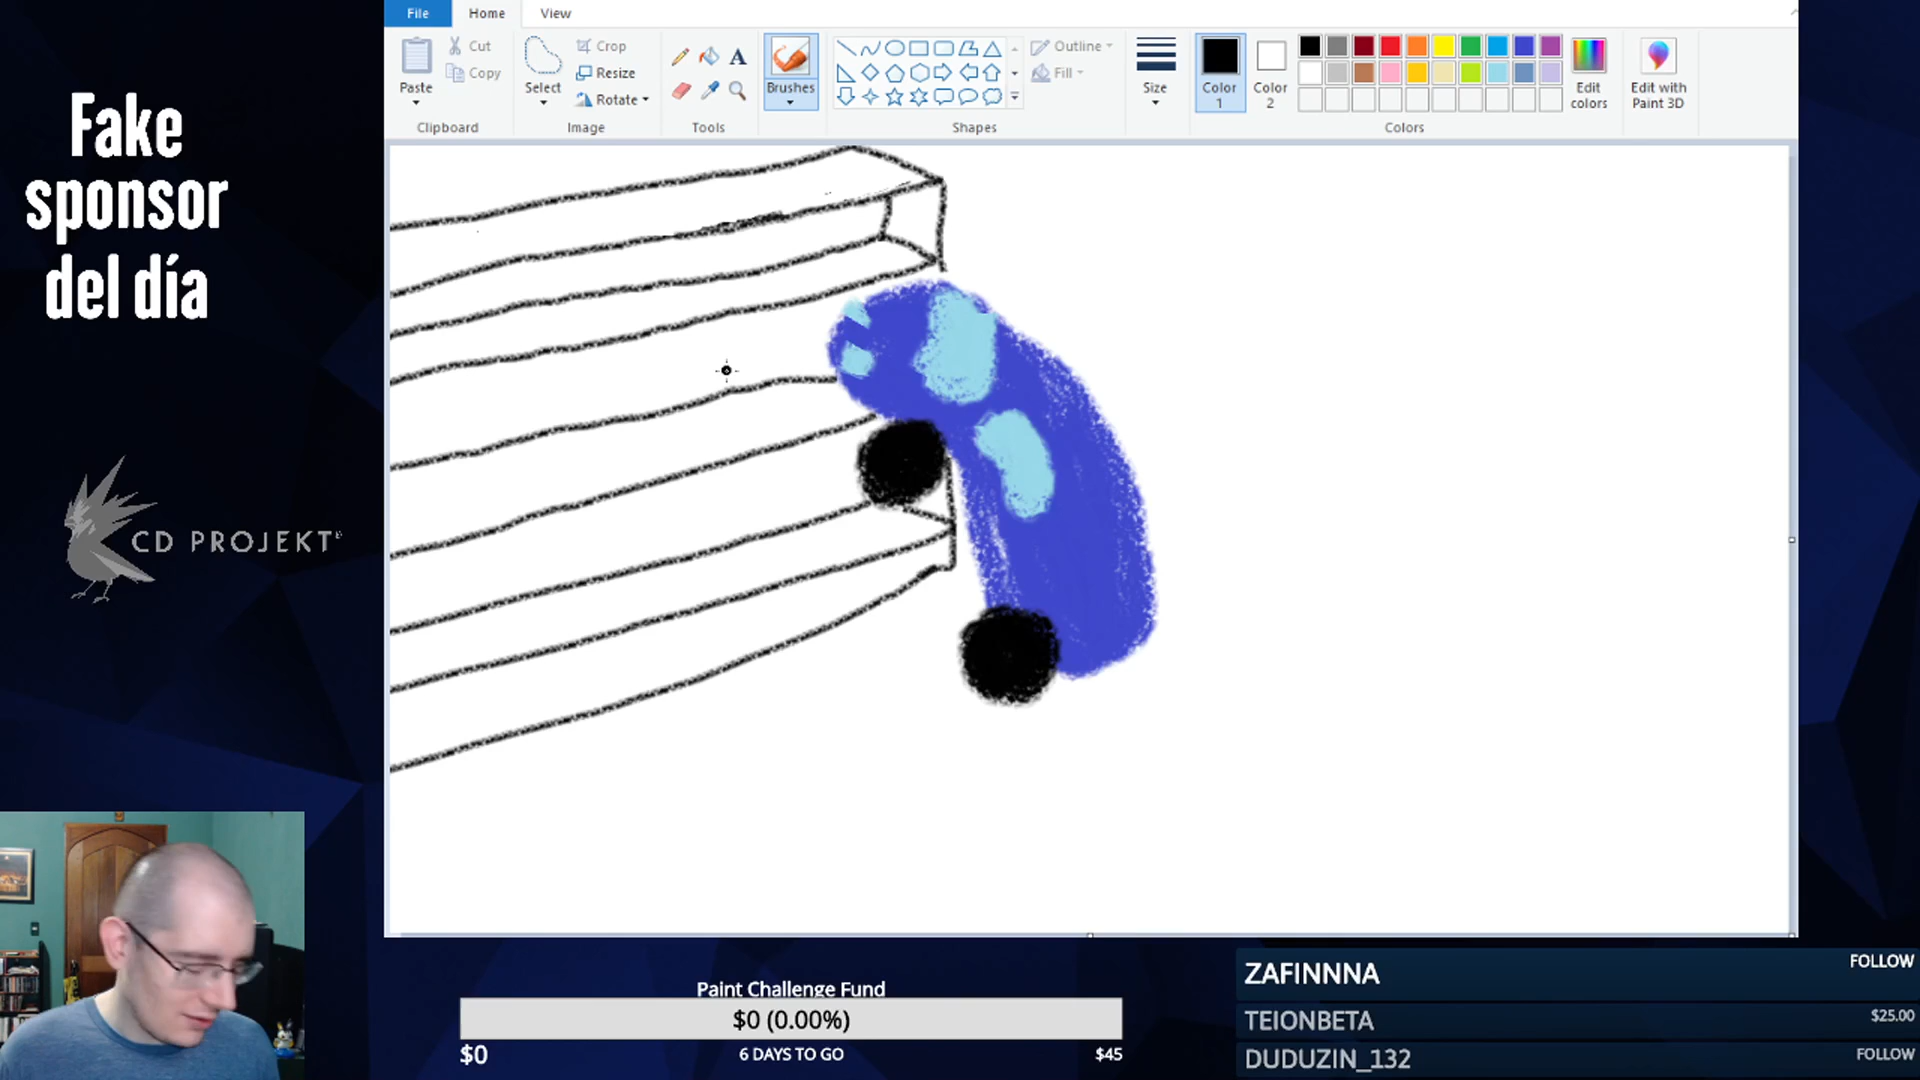 File Home View
Paste
Cut
Copy
Clipboard
Select
Crop
Resize
Rotate
Image
Tools
Brushes
Outline
Fill
Shapes
Size
Color 1
Color 2
Edit colors
Edit with Paint 3D
Colors
Fake
sponsor
del día
CD PROJEKT
Paint Challenge Fund
$0 (0.00%)
$0 6 DAYS TO GO $45
ZAFINNNA FOLLOW
TEIONBETA $25.00
DUDUZIN_132 FOLLOW